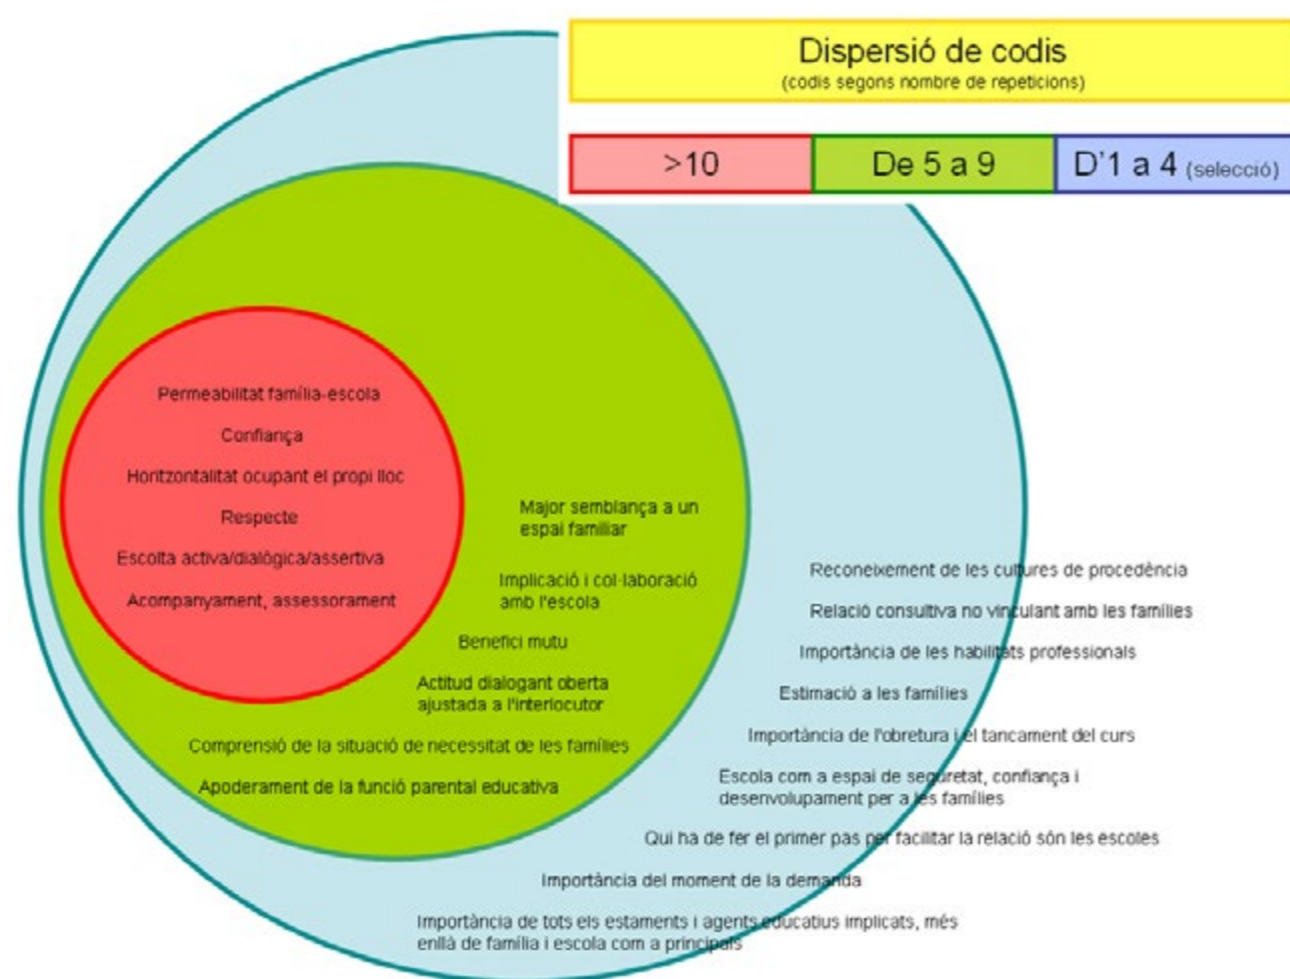 Dispersió de codis
(codis segons nombre de repeticions)
>10
De 5 a 9
D'1 a 4 (selecció)
Permeabilitat família-escola
Confiança
Horitzontalitat ocupant el propi lloc
Respecte
Escolta activa/dialògica/assertiva
Acompanyament, assessorament
Major semblança a un
espai familiar
Implicació i col·laboració
amb l'escola
Benefici mutu
Actitud dialogant oberta
ajustada a l'interlocutor
Comprensió de la situació de necessitat de les famílies
Apoderament de la funció parental educativa
Reconeixement de les cultures de procedència
Relació consultiva no vinculant amb les famílies
Importància de les habilitats professionals
Estimació a les famílies
Importància de l'obretura i el tancament del curs
Escola com a espai de seguretat, confiança i
desenvolupament per a les famílies
Qui ha de fer el primer pas per facilitar la relació són les escoles
Importància del moment de la demanda
Importància de tots els estaments i agents educatius implicats, més
enllà de família i escola com a principals